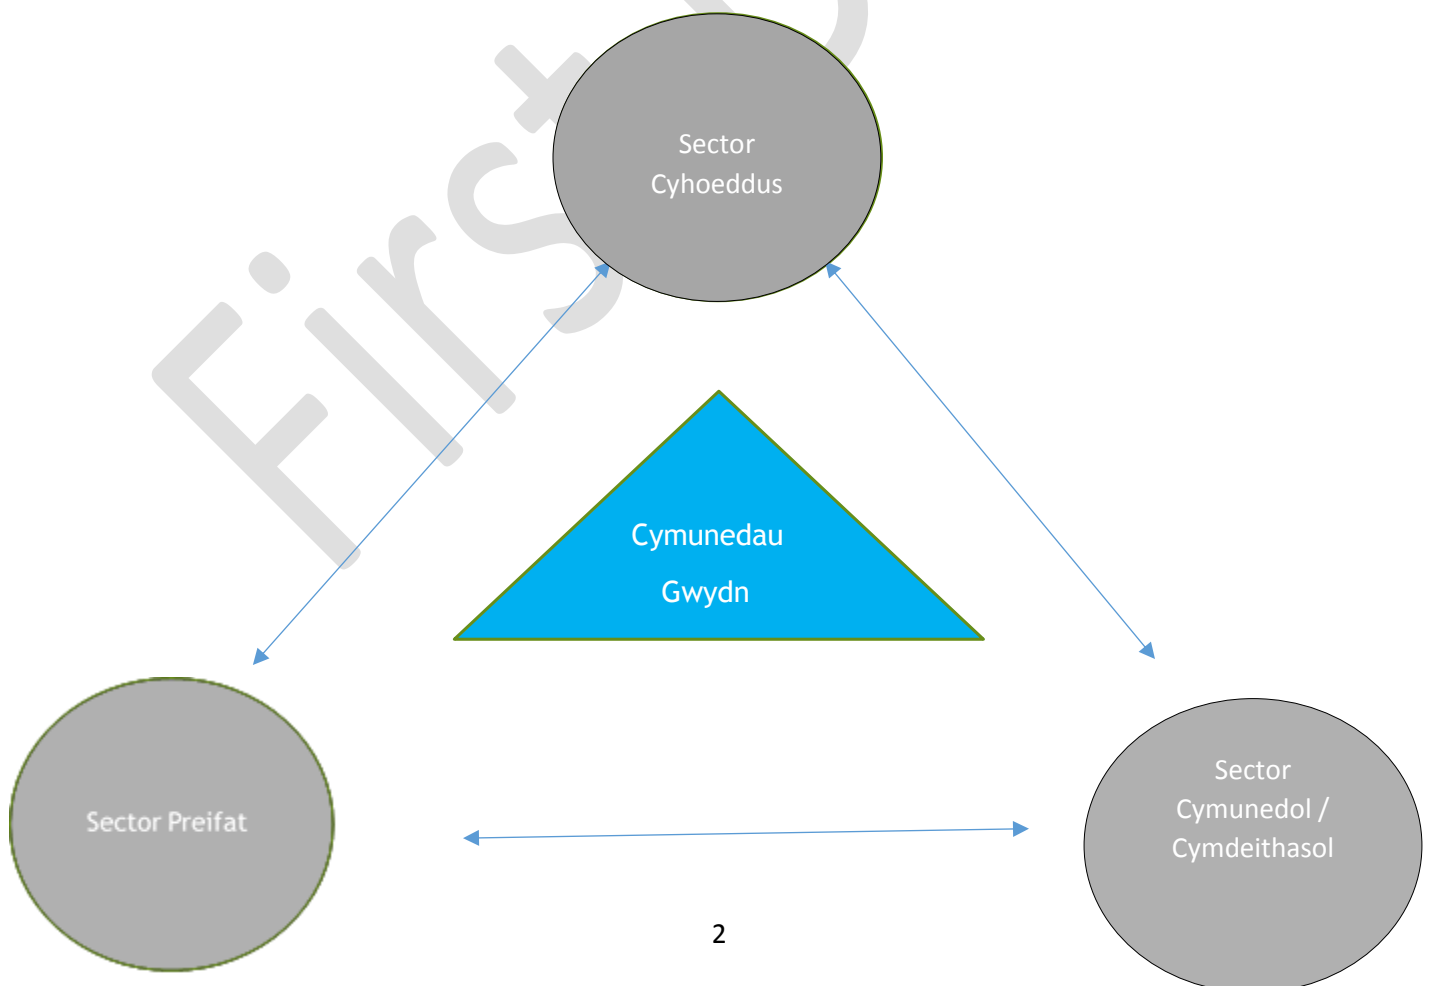 Sector
Cyhoeddus
Cymunedau
Gwydn
Sector Preifat
Sector
Cymunedol /
Cymdeithasol
2
First